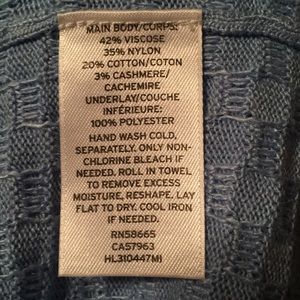 MAIN BODY/CORPS:
42% VISCOSE
35% NYLON
20% COTTON/COTON
3% CASHMERE/
CACHEMIRE
UNDERLAY/COUCHE
INFÉRIEURE:
100% POLYESTER
HAND WASH COLD,
SEPARATELY. ONLY NON-
CHLORINE BLEACH IF
NEEDED. ROLL IN TOWEL
TO REMOVE EXCESS
MOISTURE, RESHAPE. LAY
FLAT TO DRY. COOL IRON
IF NEEDED.
RN58665
CA57963
HL310447MI